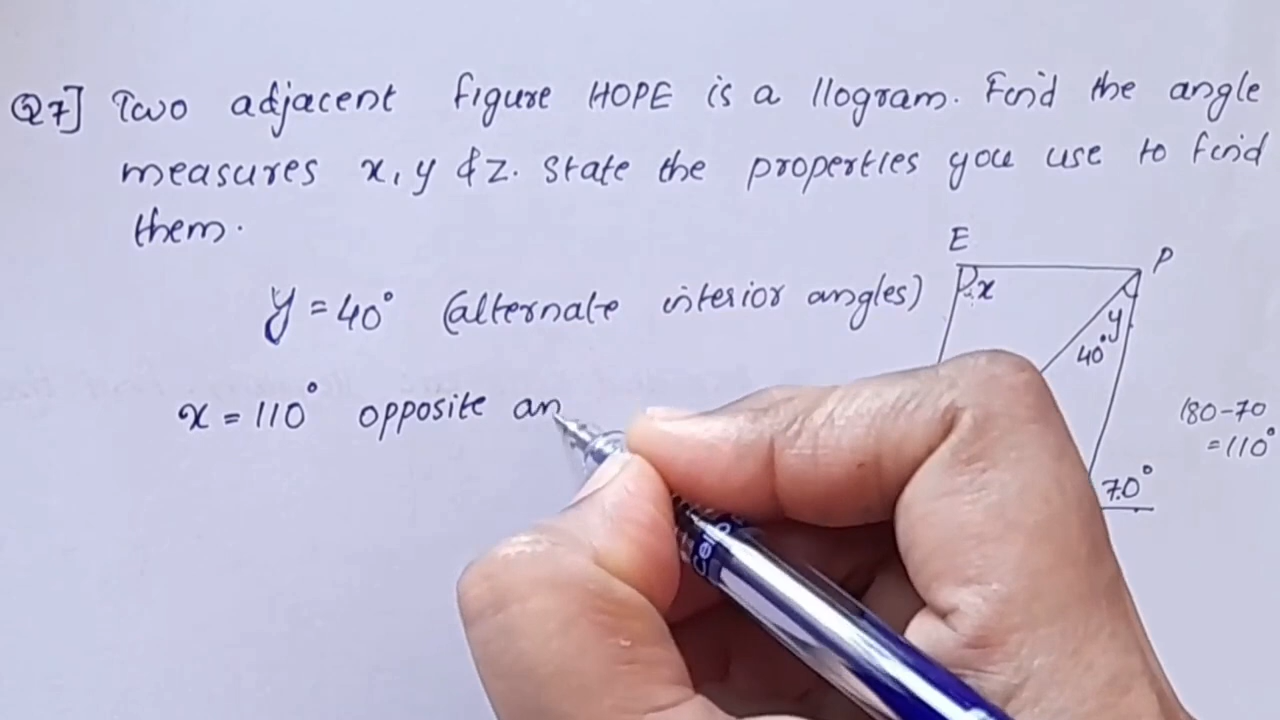 Q7] Two adjacent figure HOPE is a llogram. Find the angle
measures x, y & z. State the properties you use to find
them.
E
P
x
y = 40° (alternate interior angles)
y
40°
x = 110° opposite an
180-70
= 110°
70°
Cello